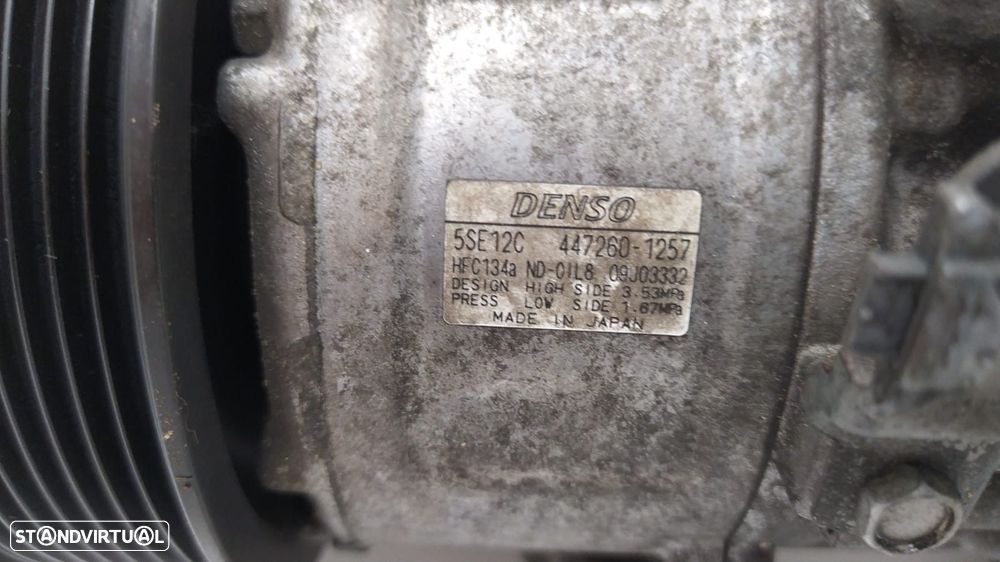 DENSO
5SE12C 447260-1257
HFC134a ND-OIL8 09J03332
DESIGN HIGH SIDE 3.53MPa
PRESS LOW SIDE 1.67MPa
MADE IN JAPAN
STANDVIRTUAL